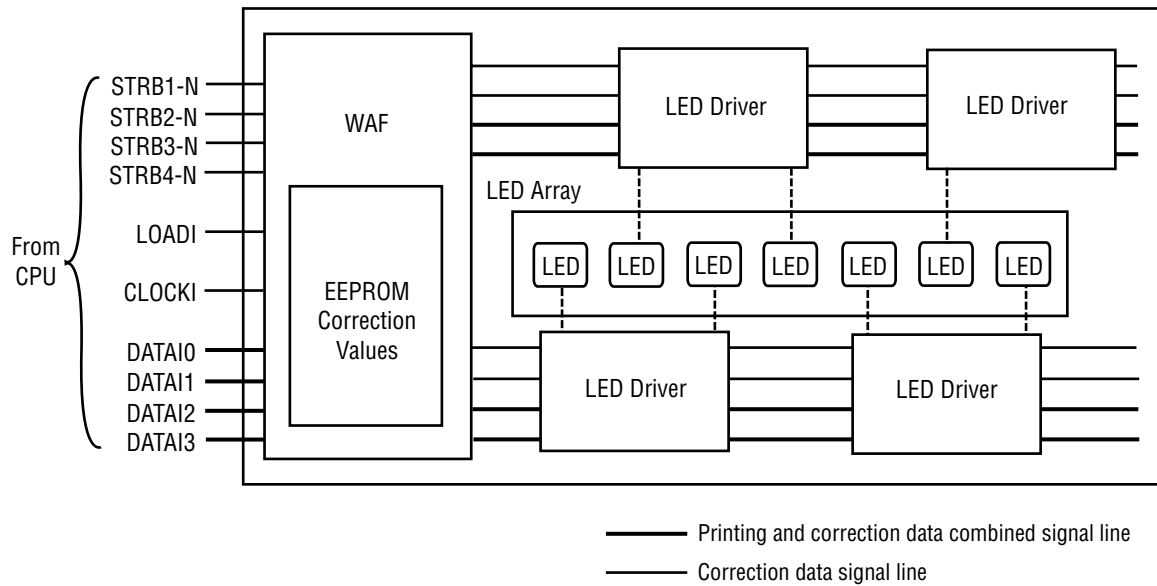 STRB1-N
STRB2-N
STRB3-N
STRB4-N
LOADI
CLOCKI
DATAI0
DATAI1
DATAI2
DATAI3
From
CPU
WAF
EEPROM
Correction
Values
LED Driver
LED Driver
LED Array
LED
LED
LED
LED
LED
LED
LED
LED Driver
LED Driver
Printing and correction data combined signal line
Correction data signal line